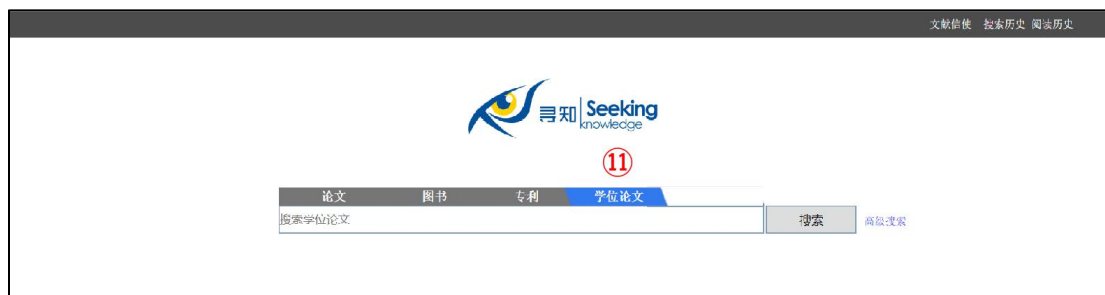 文献信使 搜索历史 阅读历史
寻知 Seeking
knowledge
⑪
论文 图书 专利 学位论文
搜索学位论文 搜索 高级搜索